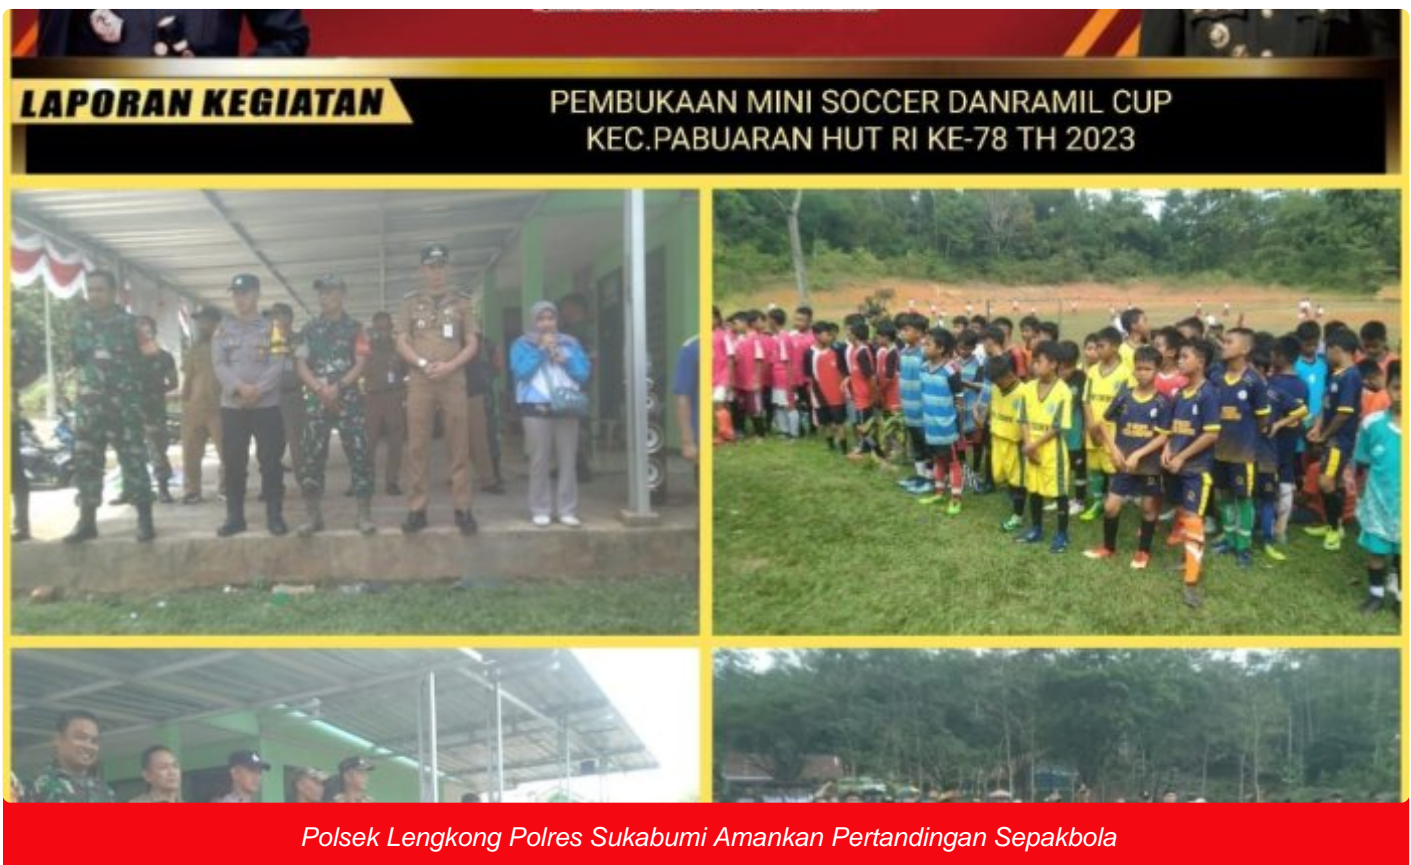 LAPORAN KEGIATAN
PEMBUKAAN MINI SOCCER DANRAMIL CUP
KEC.PABUARAN HUT RI KE-78 TH 2023
Polsek Lengkong Polres Sukabumi Amankan Pertandingan Sepakbola